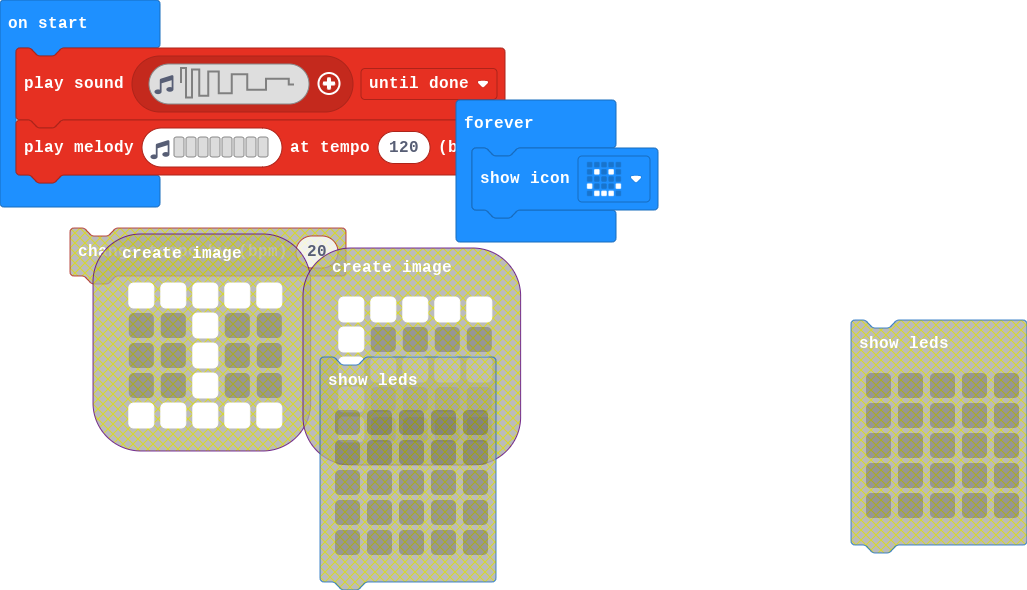 on start
play sound until done
play melody at tempo 120 (b
forever
show icon
20
create image
create image
show leds
show leds